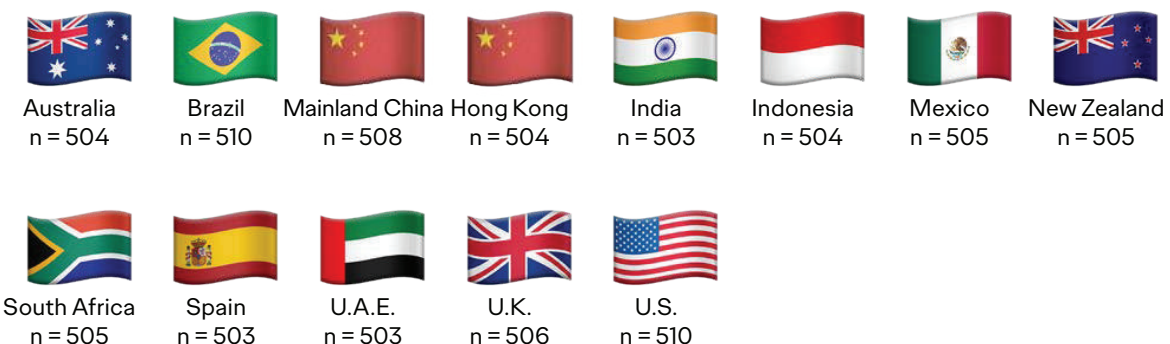 Australia Brazil Mainland China Hong Kong India Indonesia Mexico New Zealand
n = 504 n = 510 n = 508 n = 504 n = 503 n = 504 n = 505 n = 505
South Africa Spain U.A.E. U.K. U.S.
n = 505 n = 503 n = 503 n = 506 n = 510